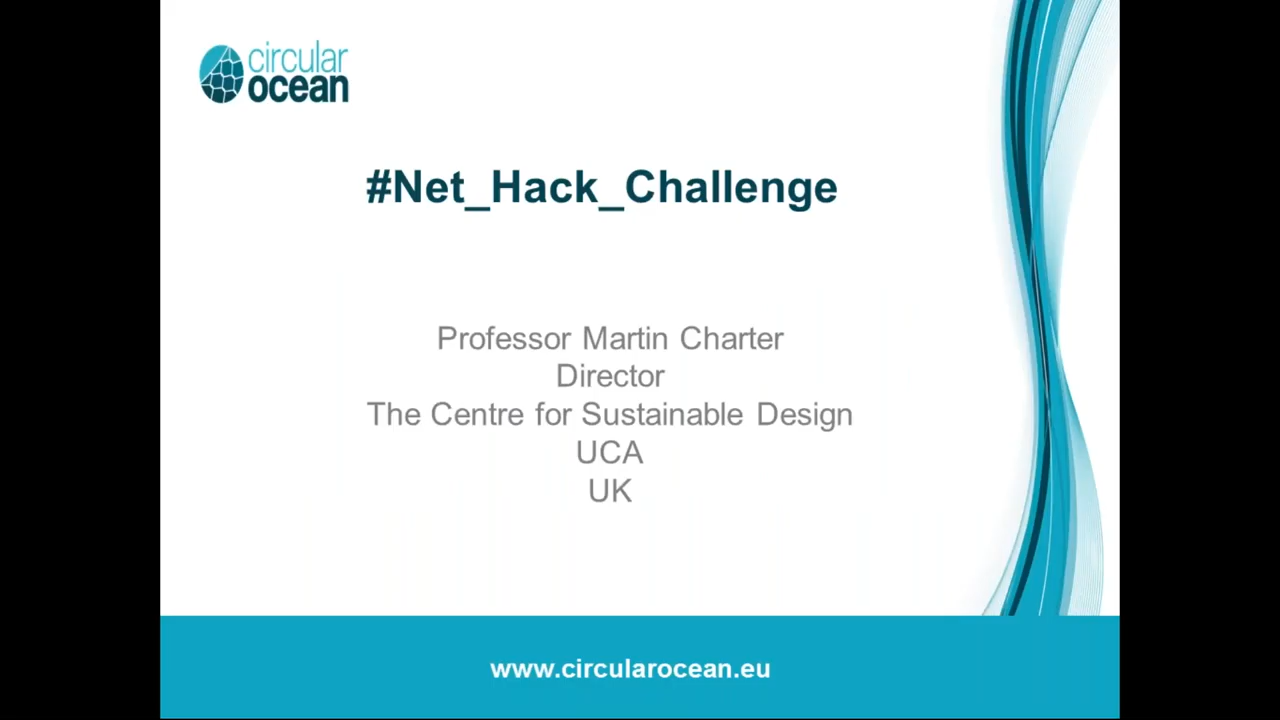 circular
ocean
#Net_Hack_Challenge
Professor Martin Charter
Director
The Centre for Sustainable Design
UCA
UK
www.circularocean.eu